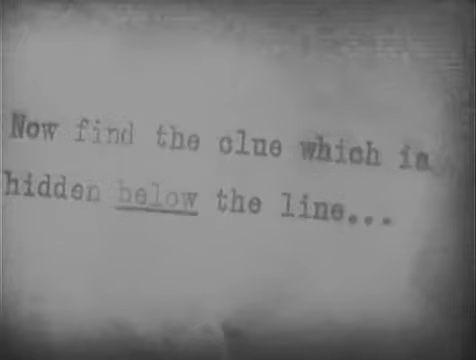 Now find the clue which is
hidden below the line...